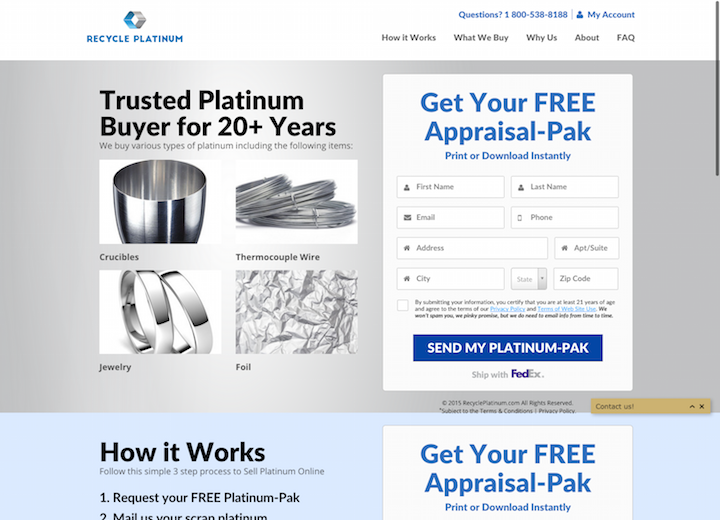 Questions? 1 800-538-8188 | My Account
RECYCLE PLATINUM
How it Works What We Buy Why Us About FAQ
Trusted Platinum
Buyer for 20+ Years
We buy various types of platinum including the following items:
Crucibles
Thermocouple Wire
Jewelry
Foil
Get Your FREE
Appraisal-Pak
Print or Download Instantly
First Name
Last Name
Email
Phone
Address
Apt/Suite
City
State
Zip Code
By submitting your information, you certify that you are at least 21 years of age
and agree to the terms of our Privacy Policy and Terms of Web Site Use. We
won't spam you, we pinky promise, but we do need to email info from time to time.
SEND MY PLATINUM-PAK
Ship with FedEx.
© 2015 RecyclePlatinum.com All Rights Reserved.
*Subject to the Terms & Conditions | Privacy Policy.
Contact us!
How it Works
Follow this simple 3 step process to Sell Platinum Online
1. Request your FREE Platinum-Pak
2. Mail us your scrap platinum
Get Your FREE
Appraisal-Pak
Print or Download Instantly